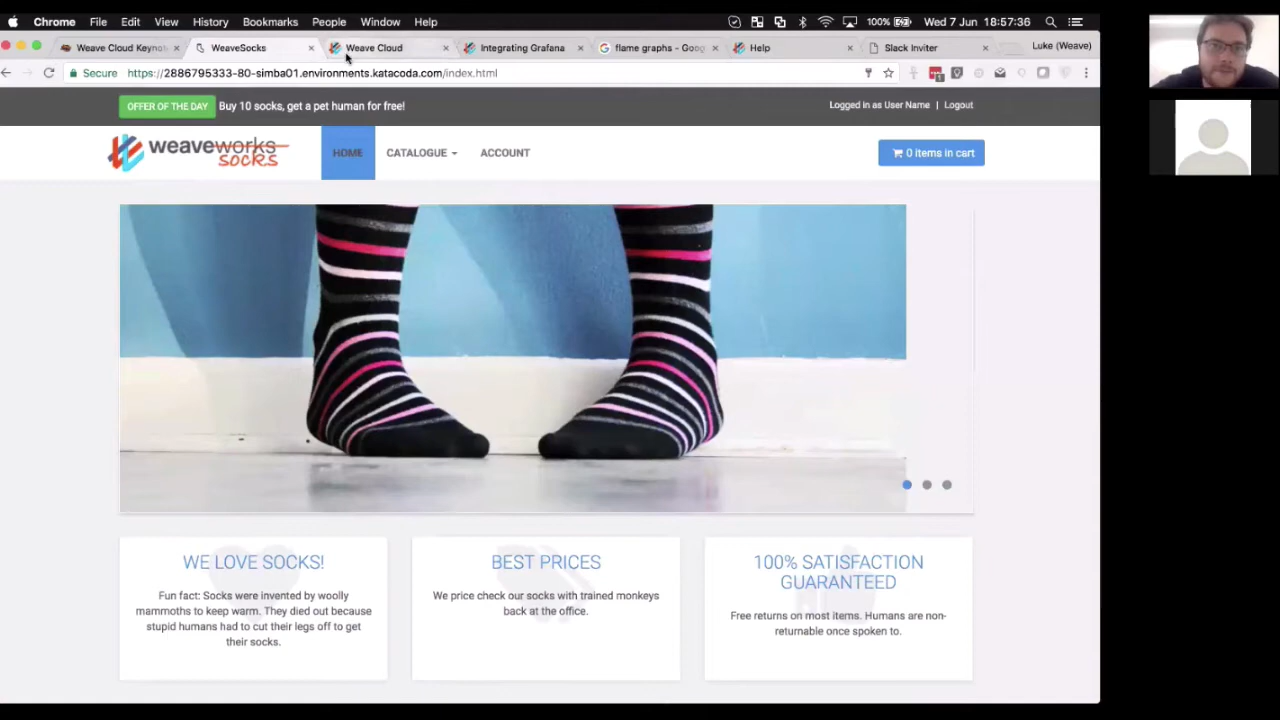 Chrome File Edit View History Bookmarks People Window Help 100% Wed 7 Jun 18:57:36
Weave Cloud Keynot WeaveSocks Weave Cloud Integrating Grafana flame graphs - Goog Help Slack Inviter Luke (Weave)
Secure https://2886795333-80-simba01.environments.katacoda.com/index.html
OFFER OF THE DAY Buy 10 socks, get a pet human for free! Logged in as User Name | Logout
weaveworks socks HOME CATALOGUE ACCOUNT 0 items in cart
WE LOVE SOCKS!
Fun fact: Socks were invented by woolly
mammoths to keep warm. They died out because
stupid humans had to cut their legs off to get
their socks.
BEST PRICES
We price check our socks with trained monkeys
back at the office.
100% SATISFACTION
GUARANTEED
Free returns on most items. Humans are non-
returnable once spoken to.